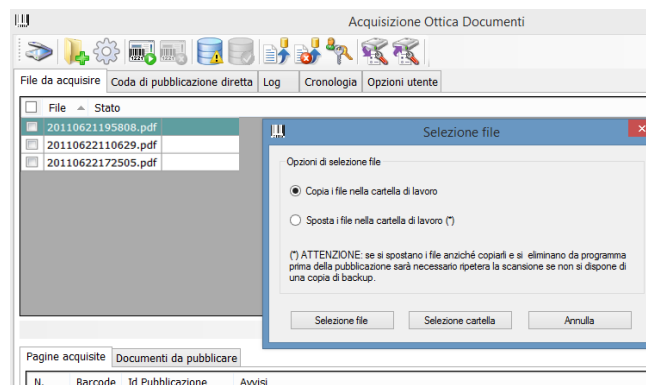 Acquisizione Ottica Documenti
File da acquisire Coda di pubblicazione diretta Log Cronologia Opzioni utente
File Stato
20110621195808.pdf
20110622110629.pdf
20110622172505.pdf
Selezione file
Opzioni di selezione file
Copia i file nella cartella di lavoro
Sposta i file nella cartella di lavoro (*)
(*) ATTENZIONE: se si spostano i file anziché copiarli e si eliminano da programma
prima della pubblicazione sarà necessario ripetera la scansione se non si dispone di
una copia di backup.
Selezione file Selezione cartella Annulla
Pagine acquisite Documenti da pubblicare
N. Barcode Id Pubblicazione Avvisi